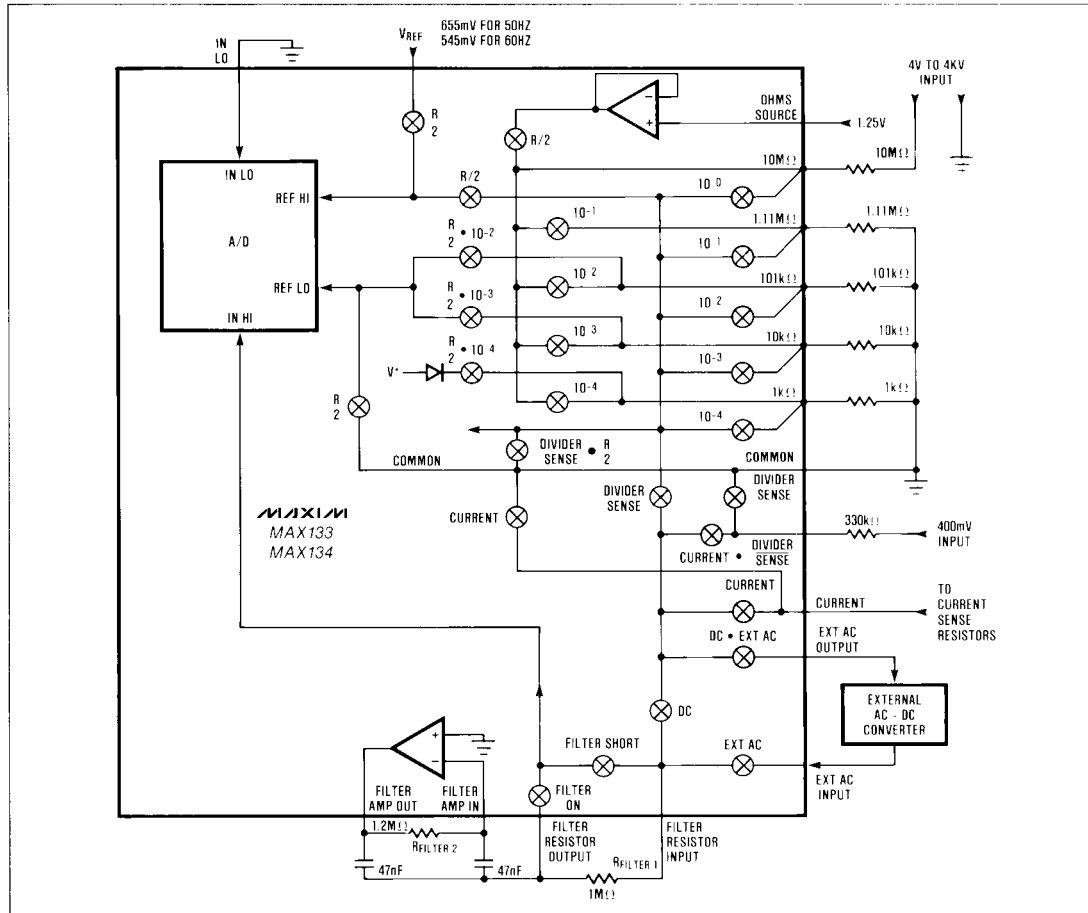 655mV FOR 50HZ
545mV FOR 60HZ
VREF
IN
LO
4V TO 4KV
INPUT
OHMS
SOURCE
1.25V
R
2
R/2
10MΩ
10MΩ
IN LO
REF HI
R/2
10 0
A/D
10-1
1.11MΩ
1.11MΩ
R
2 • 10-2
10 1
REF LO
10 2
101kΩ
101kΩ
IN HI
R
2 • 10-3
10 2
10 3
10kΩ
10kΩ
R
2 • 10 4
V+
10-3
10-4
1kΩ
1kΩ
R
2
10-4
DIVIDER
SENSE • R
2
COMMON
COMMON
DIVIDER
SENSE
DIVIDER
SENSE
MAXIM
MAX133
MAX134
CURRENT
330kΩ
400mV
INPUT
CURRENT • DIVIDER
SENSE
CURRENT
CURRENT
TO
CURRENT
SENSE
RESISTORS
DC • EXT AC
EXT AC
OUTPUT
EXTERNAL
AC - DC
CONVERTER
DC
FILTER SHORT
EXT AC
EXT AC
INPUT
FILTER
AMP OUT
FILTER
AMP IN
FILTER
ON
1.2MΩ
RFILTER 2
FILTER
RESISTOR
OUTPUT
FILTER
RESISTOR
INPUT
47nF
47nF
RFILTER 1
1MΩ